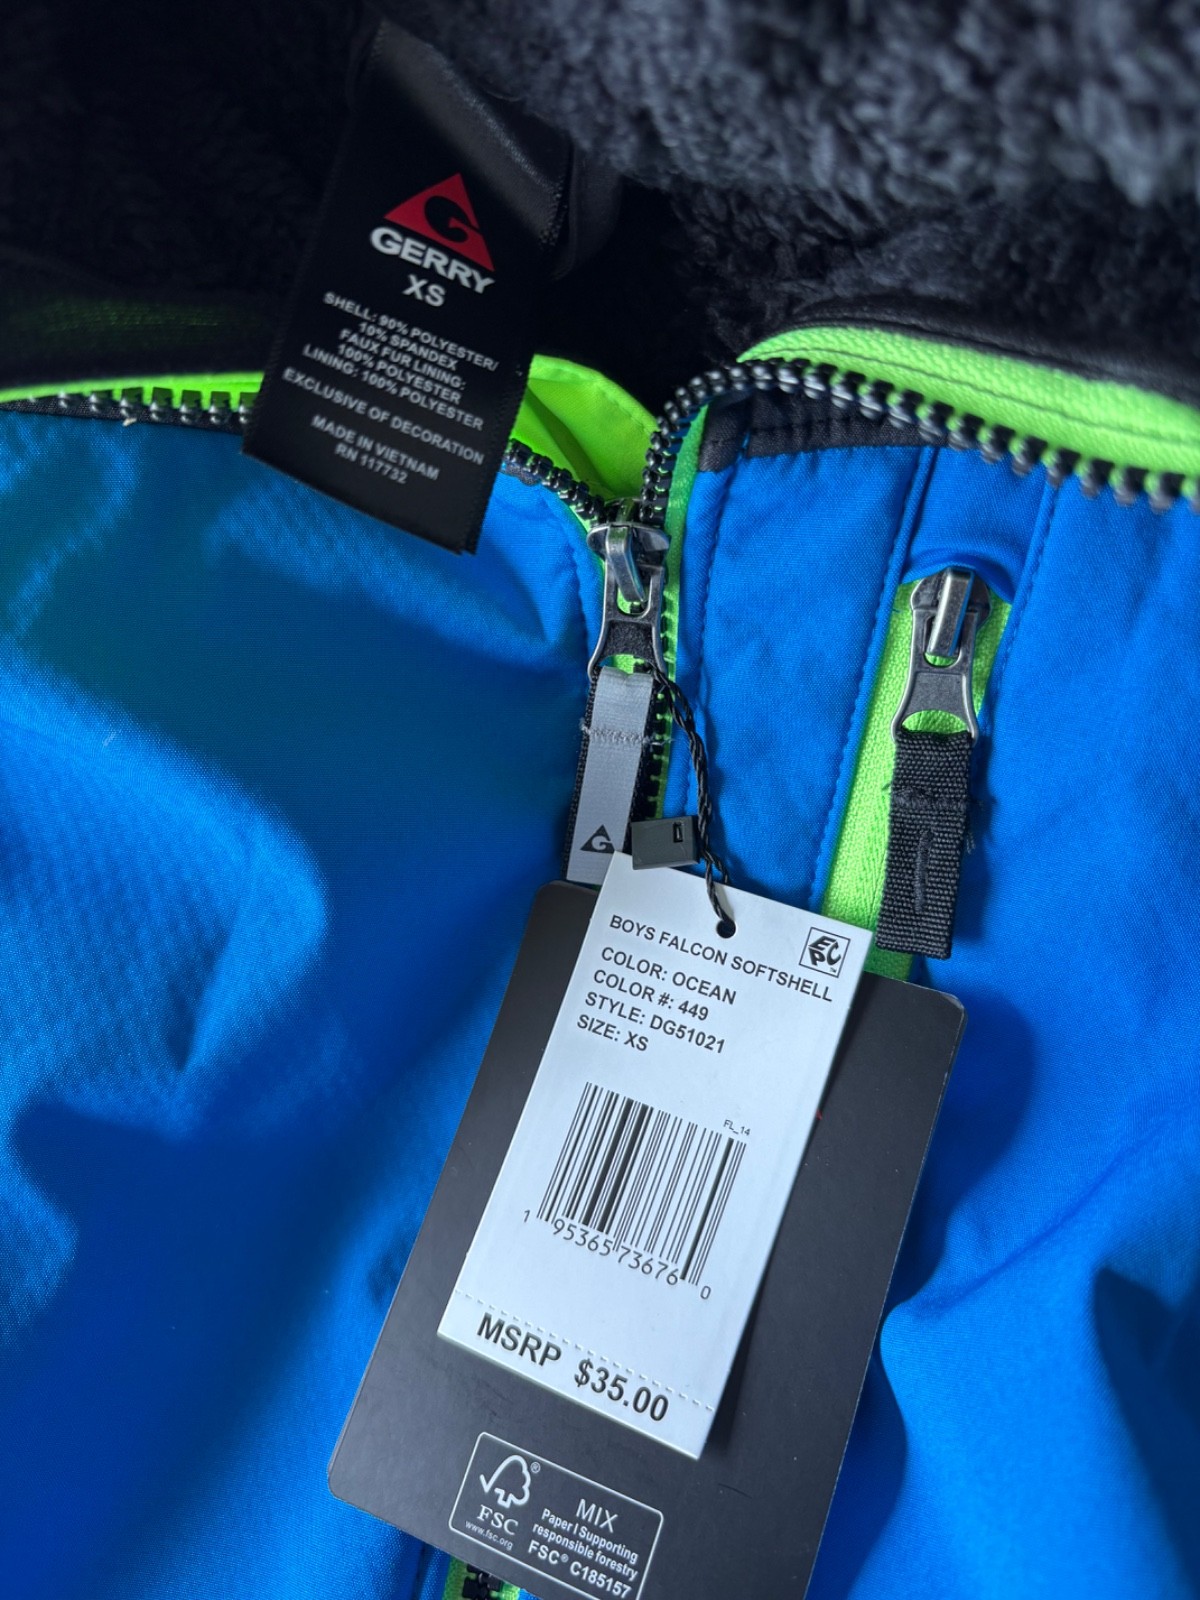 GERRY
XS
SHELL: 90% POLYESTER/
10% SPANDEX
FAUX FUR LINING:
100% POLYESTER
LINING: 100% POLYESTER
EXCLUSIVE OF DECORATION
MADE IN VIETNAM
RN 117732
G
BOYS FALCON SOFTSHELL
EPC
™
COLOR: OCEAN
COLOR #: 449
STYLE: DG51021
SIZE: XS
FL_14
1 95365 73676 0
MSRP $35.00
FSC
®
www.fsc.org
MIX
Paper | Supporting
responsible forestry
FSC® C185157